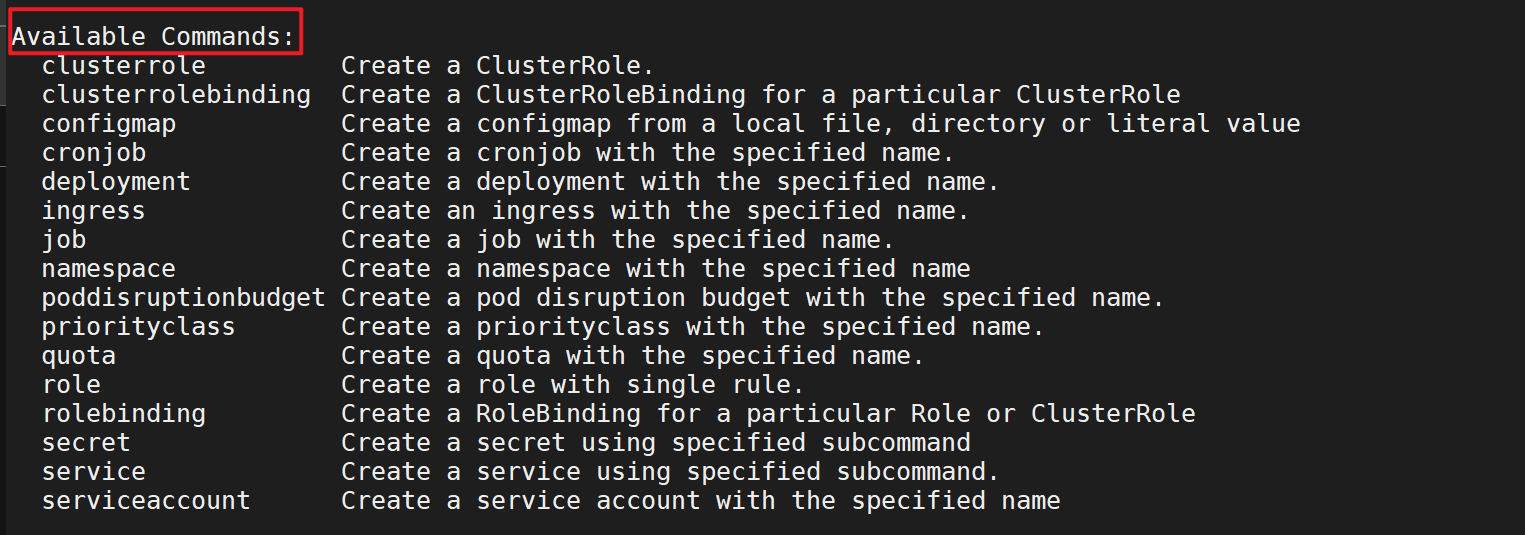 Available Commands:
  clusterrole         Create a ClusterRole.
  clusterrolebinding  Create a ClusterRoleBinding for a particular ClusterRole
  configmap           Create a configmap from a local file, directory or literal value
  cronjob             Create a cronjob with the specified name.
  deployment          Create a deployment with the specified name.
  ingress             Create an ingress with the specified name.
  job                 Create a job with the specified name.
  namespace           Create a namespace with the specified name
  poddisruptionbudget Create a pod disruption budget with the specified name.
  priorityclass       Create a priorityclass with the specified name.
  quota               Create a quota with the specified name.
  role                Create a role with single rule.
  rolebinding         Create a RoleBinding for a particular Role or ClusterRole
  secret              Create a secret using specified subcommand
  service             Create a service using specified subcommand.
  serviceaccount      Create a service account with the specified name